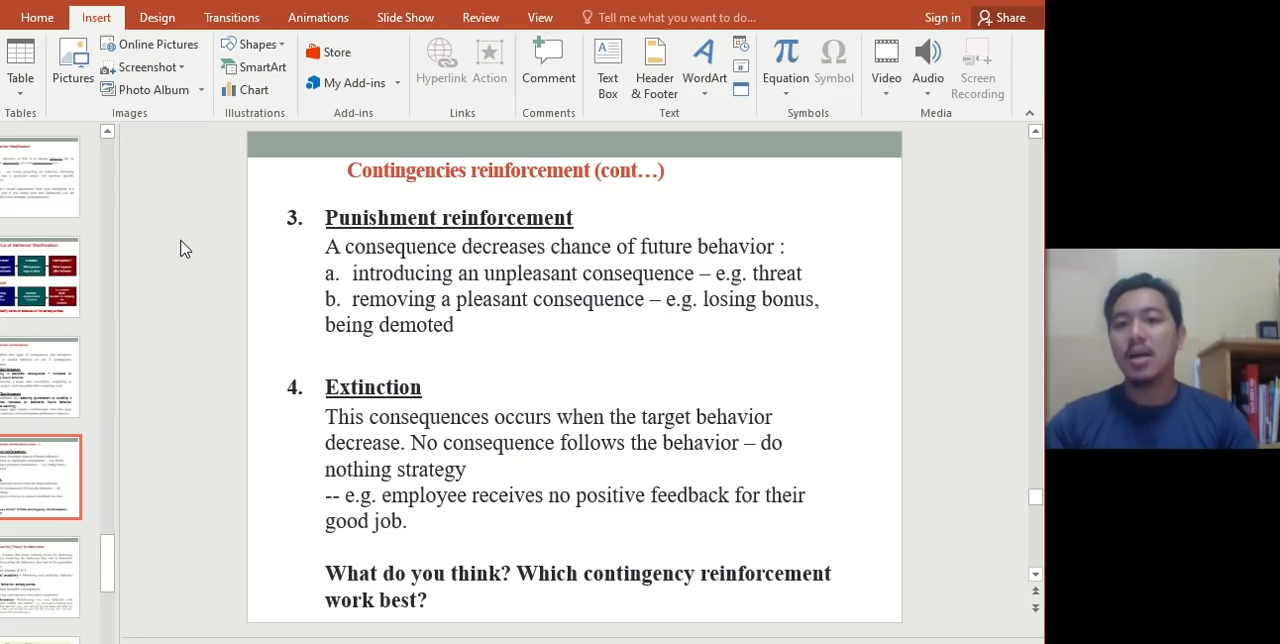 Home Insert Design Transitions Animations Slide Show Review View Tell me what you want to do... Sign in Share
Table
Pictures
Online Pictures
Screenshot
Photo Album
Shapes
SmartArt
Chart
Store
My Add-ins
Hyperlink
Action
Comment
Text Box
Header & Footer
WordArt
Equation
Symbol
Video
Audio
Screen Recording
Tables Images Illustrations Add-ins Links Comments Text Symbols Media
Contingencies reinforcement (cont…)
3. Punishment reinforcement
A consequence decreases chance of future behavior :
a. introducing an unpleasant consequence – e.g. threat
b. removing a pleasant consequence – e.g. losing bonus,
being demoted
4. Extinction
This consequences occurs when the target behavior
decrease. No consequence follows the behavior – do
nothing strategy
-- e.g. employee receives no positive feedback for their
good job.
What do you think? Which contingency reinforcement
work best?